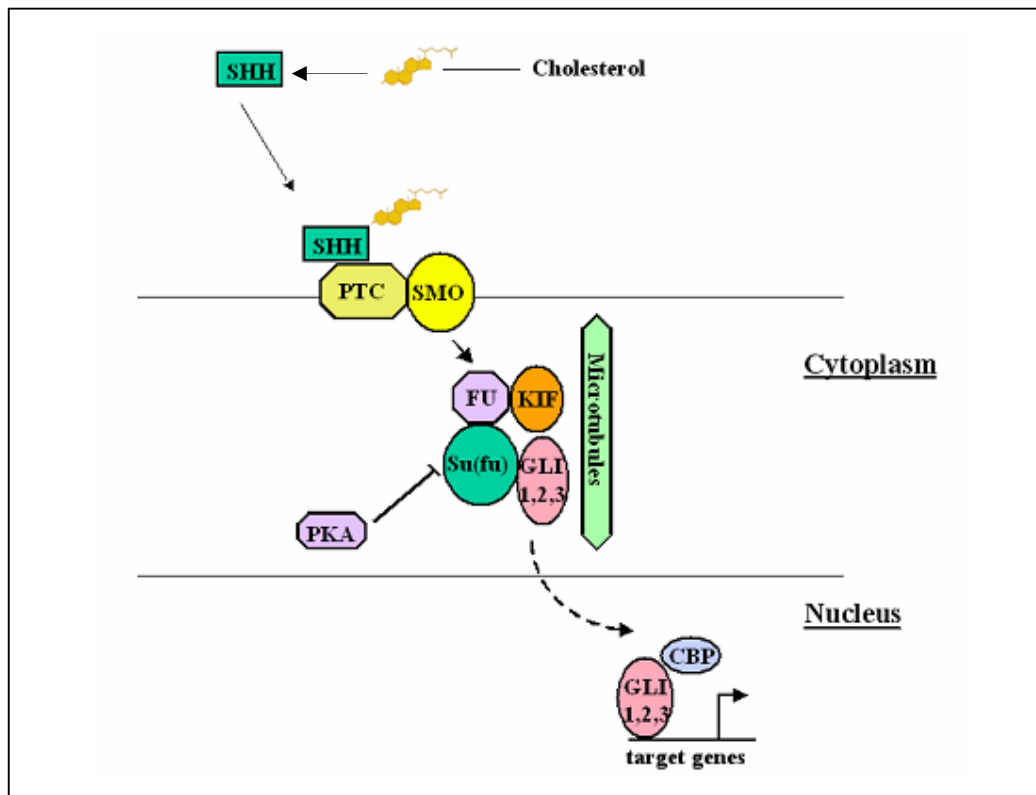 SHH
Cholesterol
SHH
PTC
SMO
Cytoplasm
Microtubules
FU
KIF
Su(fu)
GLI
1,2,3
PKA
Nucleus
CBP
GLI
1,2,3
target genes